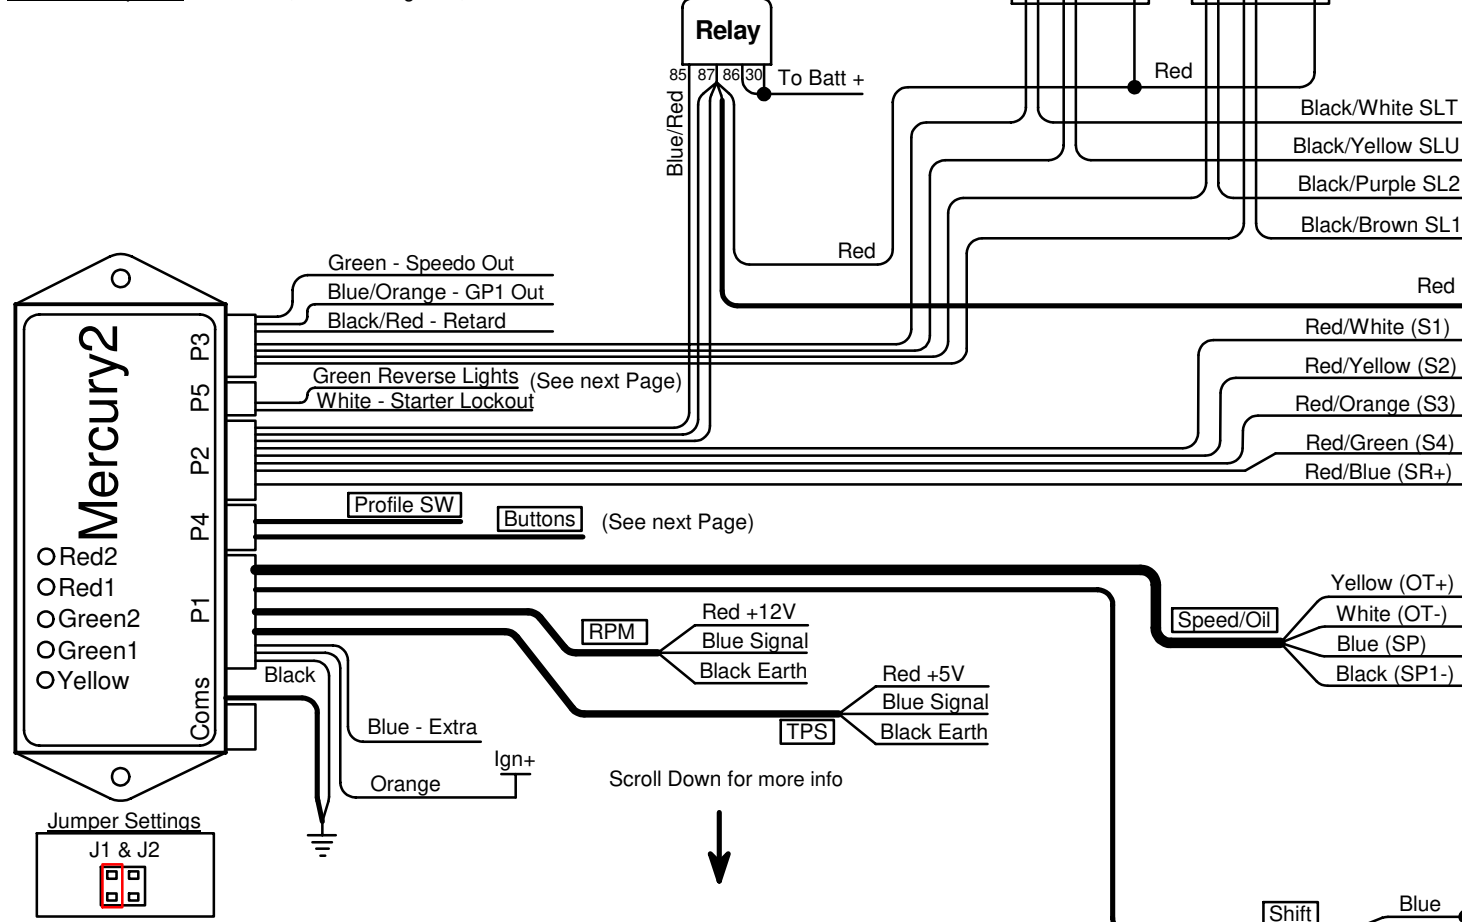 Relay
85 87 86 30
To Batt +
Blue/Red
Red
Red
Black/White SLT
Black/Yellow SLU
Black/Purple SL2
Black/Brown SL1
Red
Green - Speedo Out
Blue/Orange - GP1 Out
Black/Red - Retard
Green Reverse Lights (See next Page)
White - Starter Lockout
Red/White (S1)
Red/Yellow (S2)
Red/Orange (S3)
Red/Green (S4)
Red/Blue (SR+)
Mercury2
P3
P5
P2
P4
P1
Coms
Red2
Red1
Green2
Green1
Yellow
Profile SW
Buttons (See next Page)
RPM
Red +12V
Blue Signal
Black Earth
TPS
Red +5V
Blue Signal
Black Earth
Speed/Oil
Yellow (OT+)
White (OT-)
Blue (SP)
Black (SP1-)
Black
Blue - Extra
Ign+
Orange
Scroll Down for more info
Jumper Settings
J1 & J2
Shift
Blue